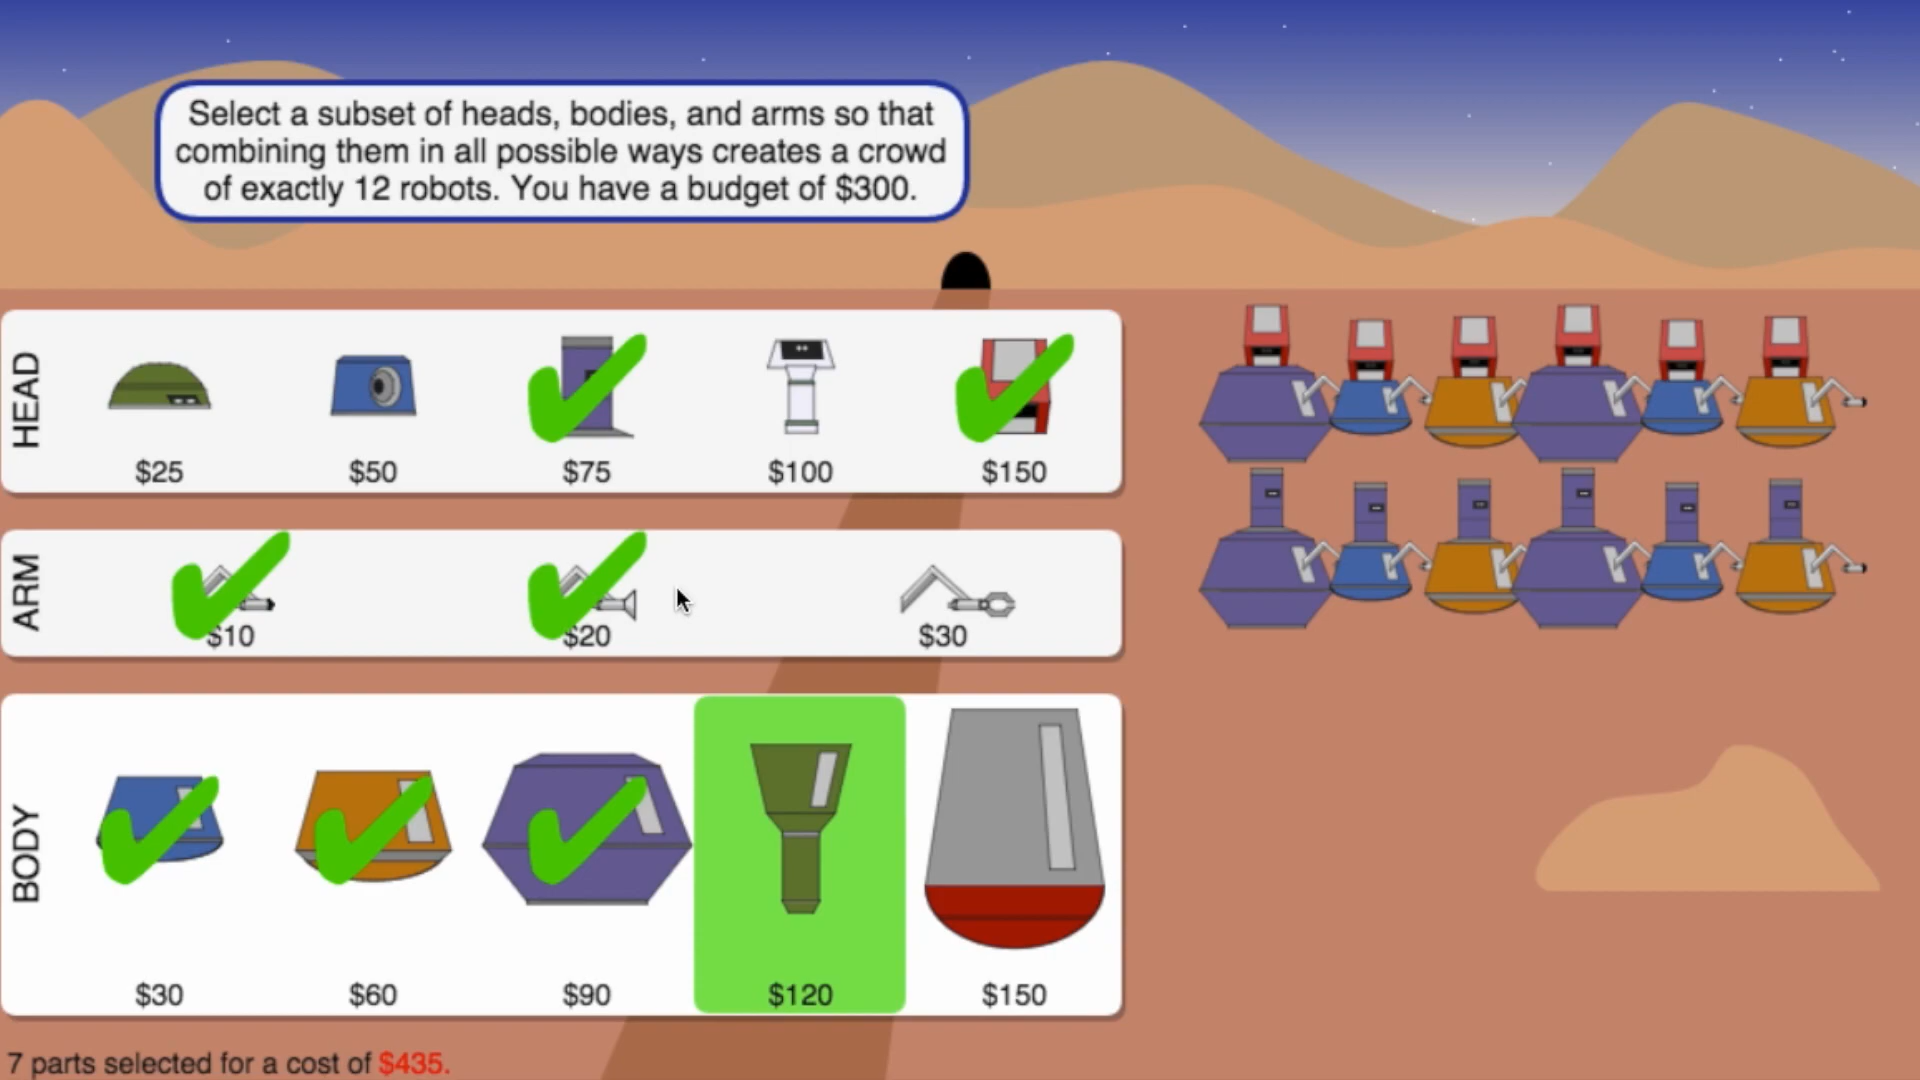 Select a subset of heads, bodies, and arms so that
combining them in all possible ways creates a crowd
of exactly 12 robots. You have a budget of $300.
HEAD
$25 $50 $75 $100 $150
ARM
$10 $20 $30
BODY
$30 $60 $90 $120 $150
7 parts selected for a cost of $435.